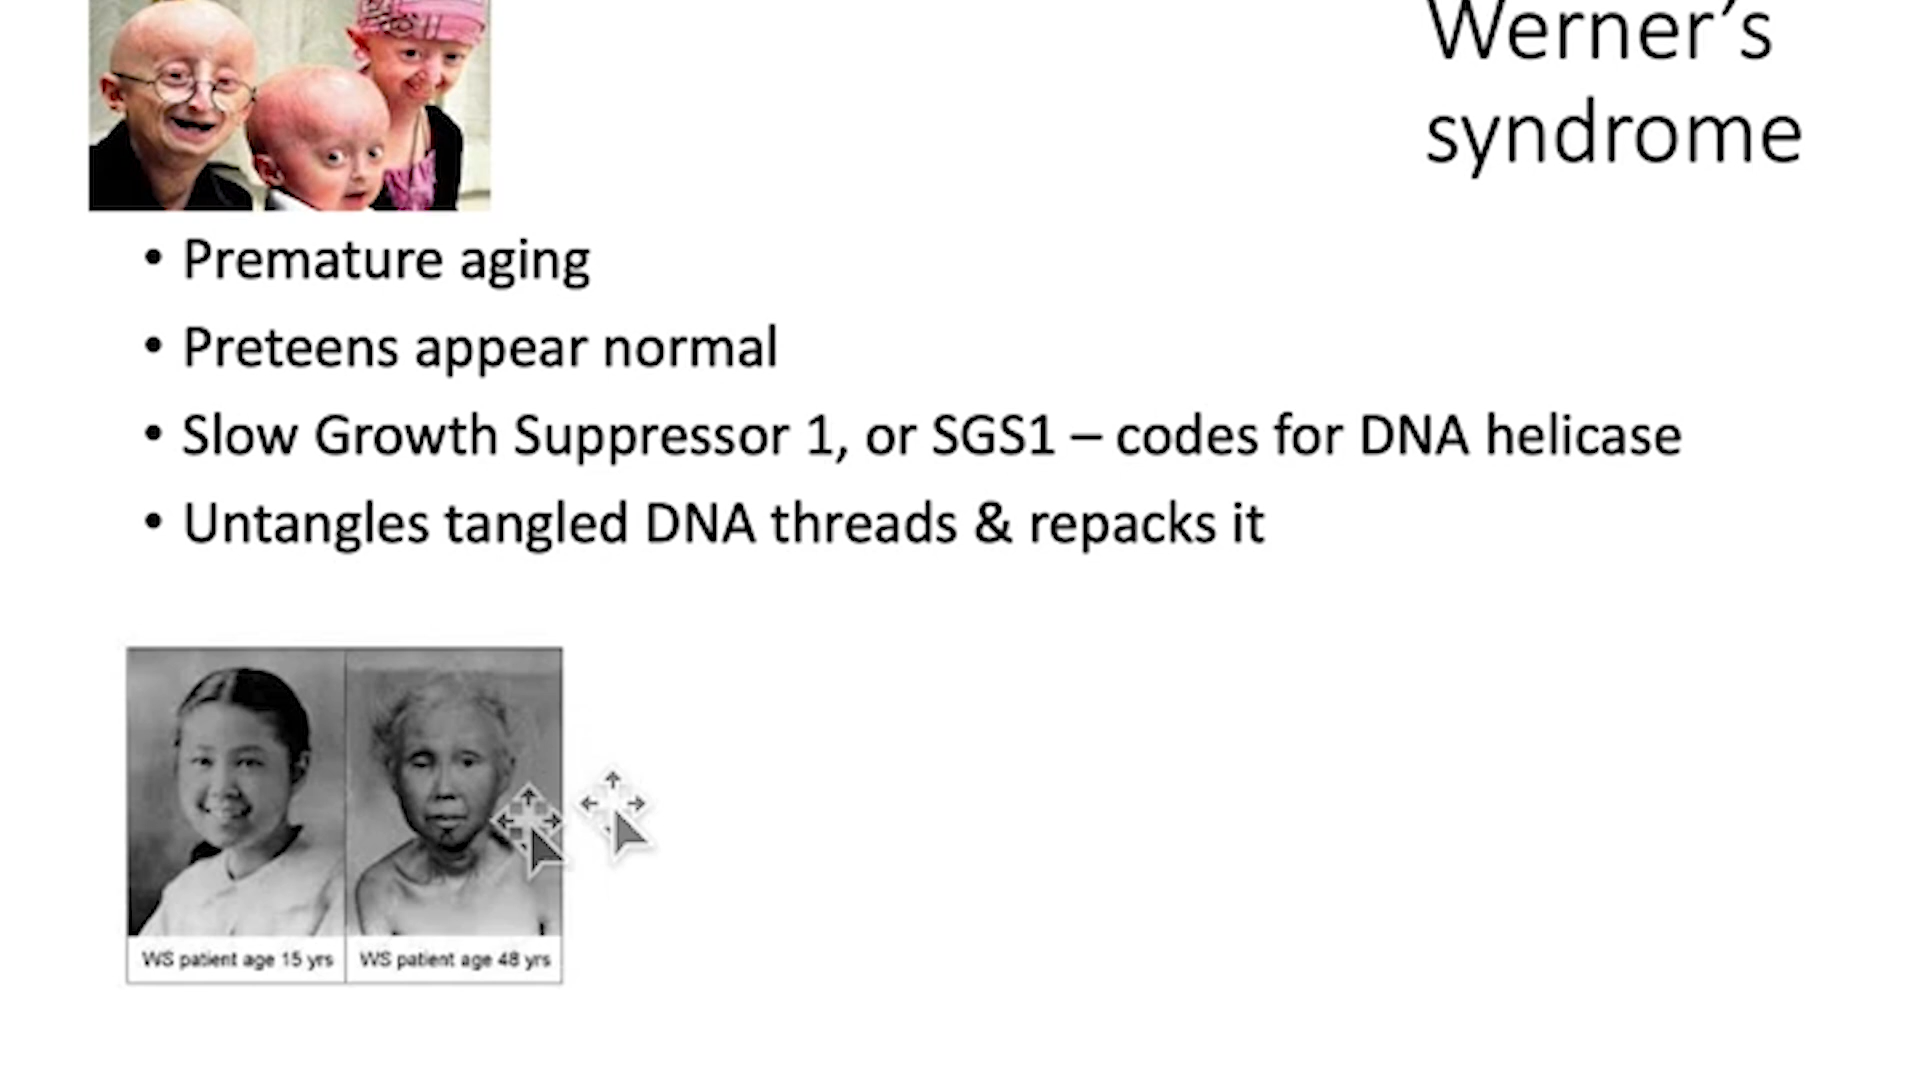 Werner's
syndrome
• Premature aging
• Preteens appear normal
• Slow Growth Suppressor 1, or SGS1 – codes for DNA helicase
• Untangles tangled DNA threads & repacks it
WS patient age 15 yrs
WS patient age 48 yrs